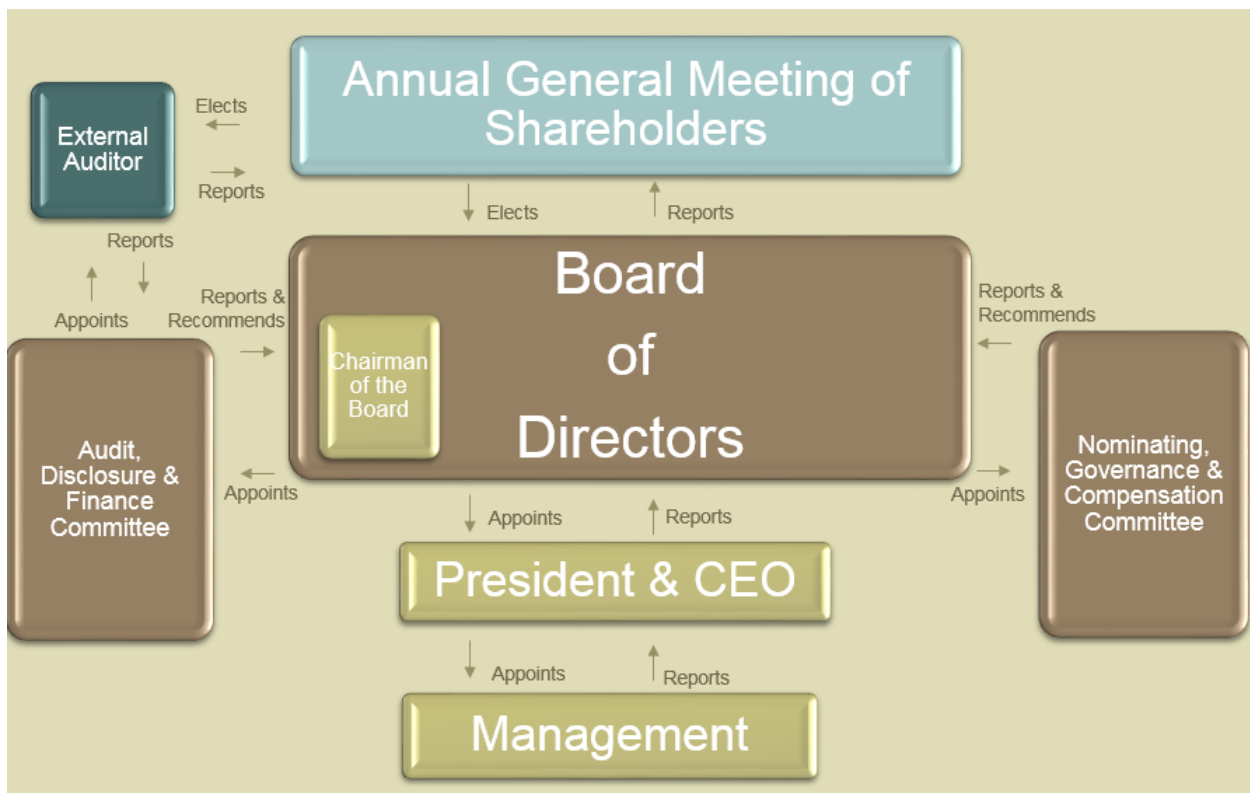 Annual General Meeting of
Shareholders
External
Auditor
Elects
Reports
Elects
Reports
Reports
Appoints
Reports &
Recommends
Board
of
Directors
Chairman
of the
Board
Reports &
Recommends
Audit,
Disclosure &
Finance
Committee
Appoints
Nominating,
Governance &
Compensation
Committee
Appoints
Appoints
Reports
President & CEO
Appoints
Reports
Management